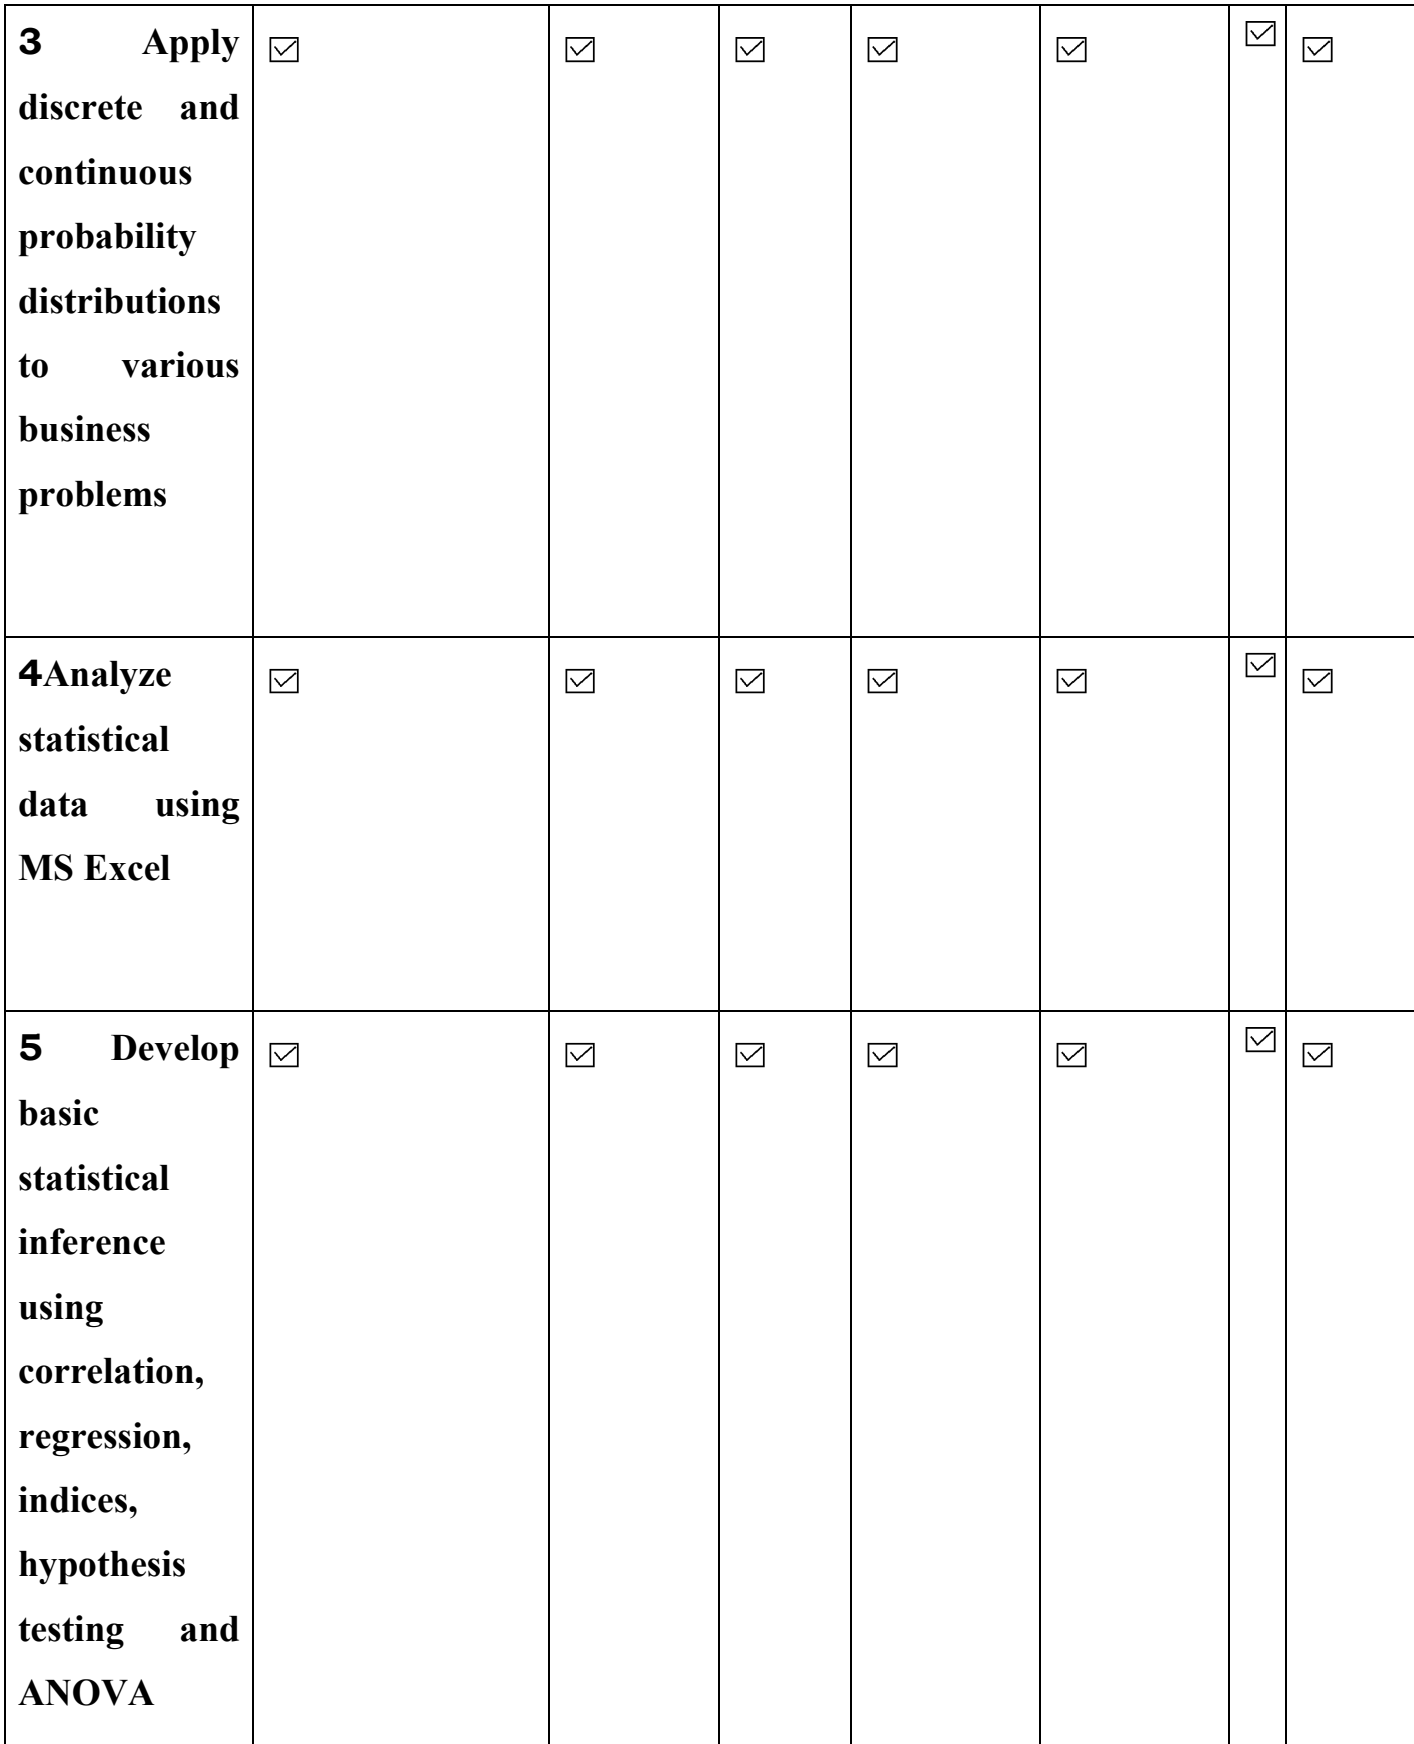 3 Apply ☑ ☑ ☑ ☑ ☑ ☑ ☑
discrete and
continuous
probability
distributions
to various
business
problems
4Analyze ☑ ☑ ☑ ☑ ☑ ☑ ☑
statistical
data using
MS Excel
5 Develop ☑ ☑ ☑ ☑ ☑ ☑ ☑
basic
statistical
inference
using
correlation,
regression,
indices,
hypothesis
testing and
ANOVA